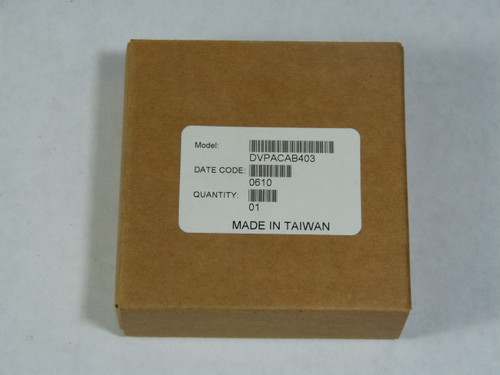 Model:
DVPACAB403
DATE CODE:
0610
QUANTITY:
01
MADE IN TAIWAN